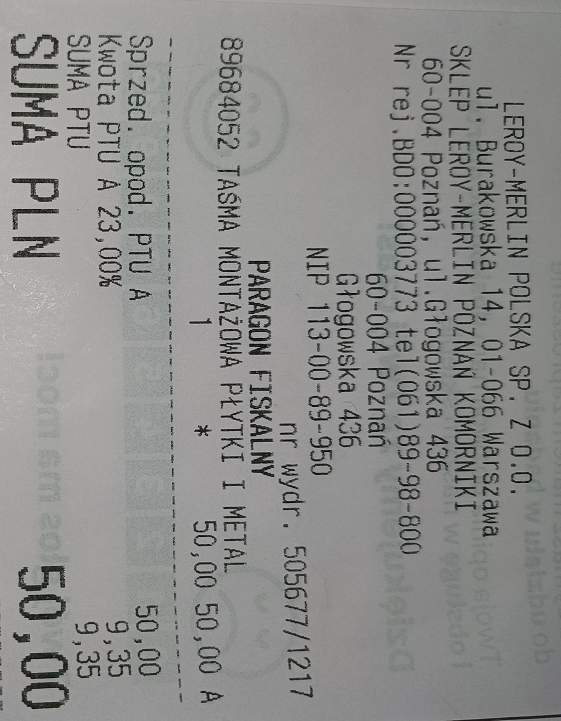 LEROY-MERLIN POLSKA SP. Z O.O.
ul. Burakowska 14, 01-066 Warszawa
SKLEP LEROY-MERLIN POZNAŃ KOMORNIKI
60-004 Poznań, ul.Głogowska 436
Nr rej.BDO:000003773 tel(061)89-98-800
60-004 Poznań
Głogowska 436
NIP 113-00-89-950
nr wydr. 505677/1217
PARAGON FISKALNY
89684052 TAŚMA MONTAŻOWA PŁYTKI I METAL
1 * 50,00 50,00 A
Sprzed. opod. PTU A 50,00
Kwota PTU A 23,00% 9,35
SUMA PTU 9,35
SUMA PLN 50,00